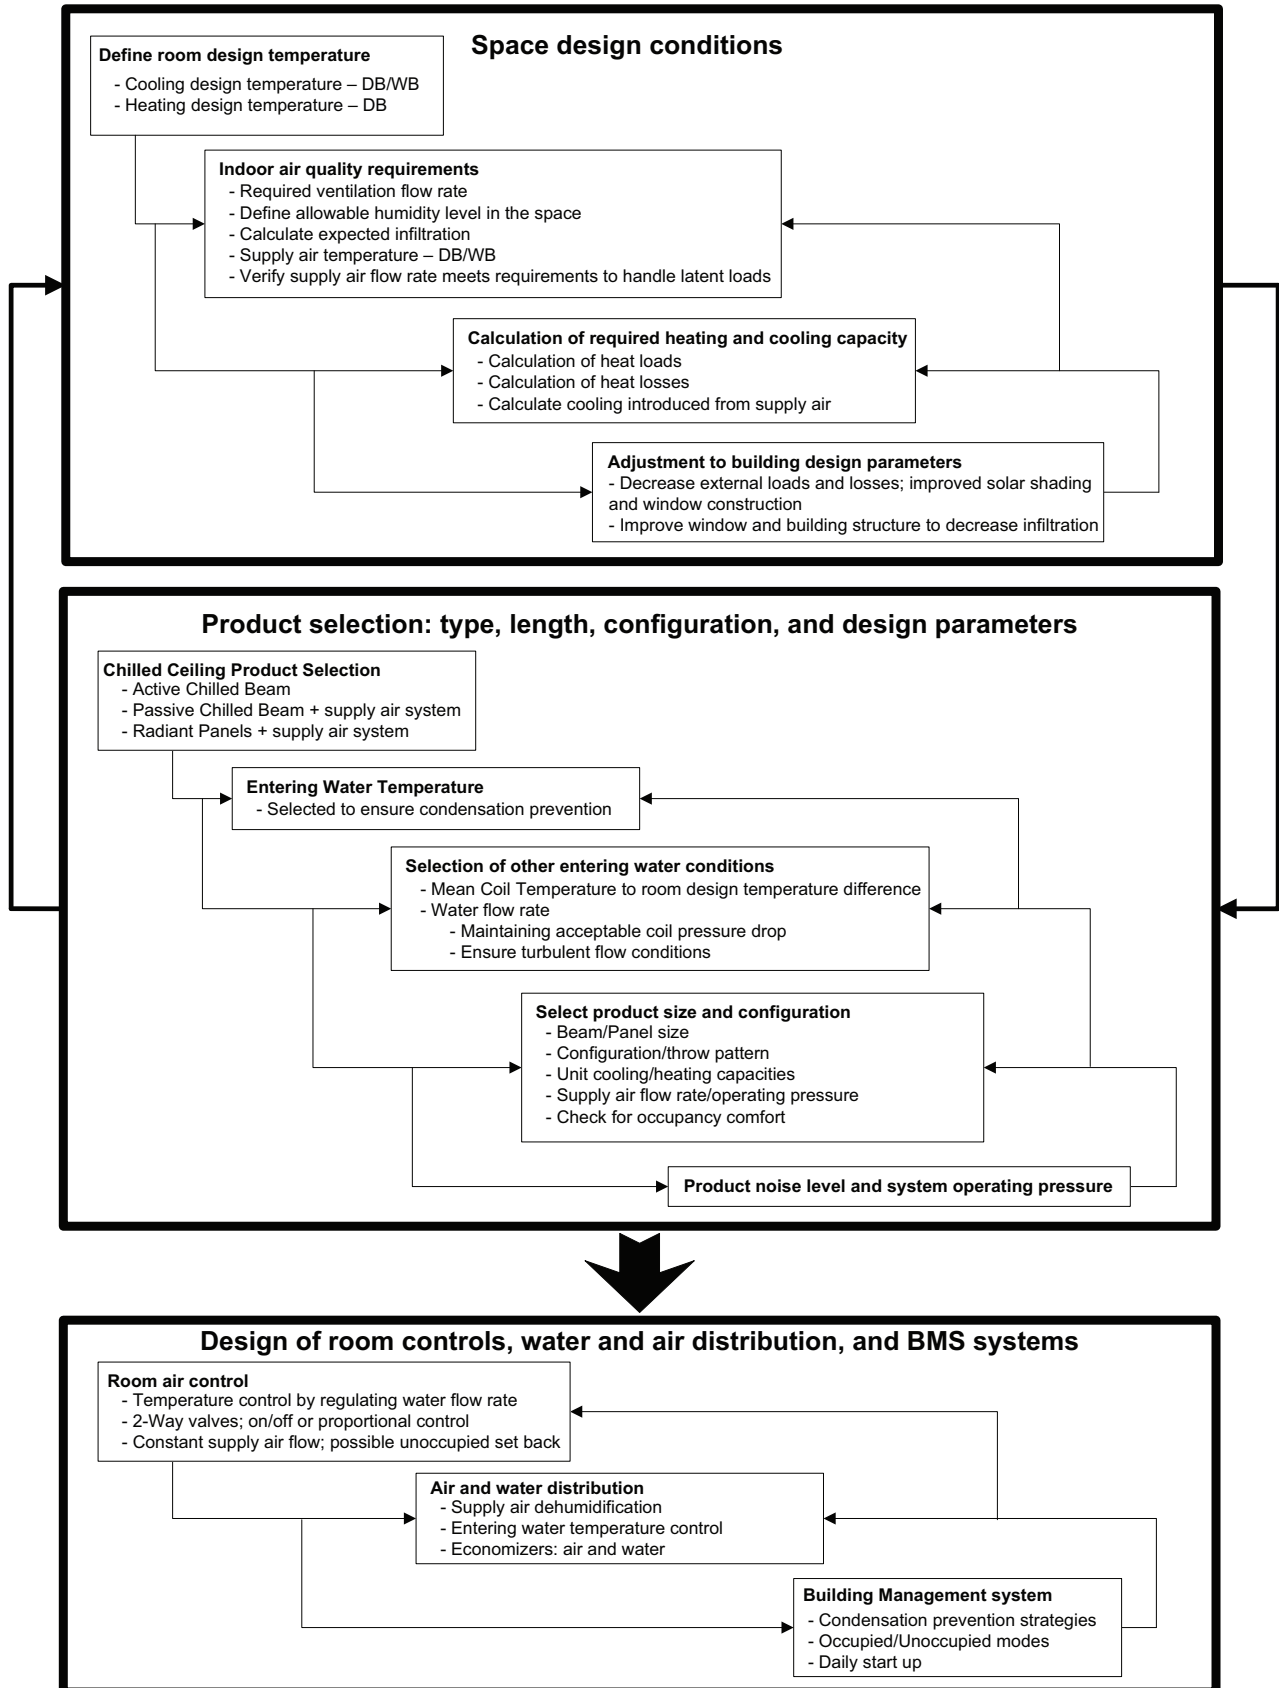 Space design conditions
Define room design temperature
- Cooling design temperature – DB/WB
- Heating design temperature – DB
Indoor air quality requirements
- Required ventilation flow rate
- Define allowable humidity level in the space
- Calculate expected infiltration
- Supply air temperature – DB/WB
- Verify supply air flow rate meets requirements to handle latent loads
Calculation of required heating and cooling capacity
- Calculation of heat loads
- Calculation of heat losses
- Calculate cooling introduced from supply air
Adjustment to building design parameters
- Decrease external loads and losses; improved solar shading
and window construction
- Improve window and building structure to decrease infiltration
Product selection: type, length, configuration, and design parameters
Chilled Ceiling Product Selection
- Active Chilled Beam
- Passive Chilled Beam + supply air system
- Radiant Panels + supply air system
Entering Water Temperature
- Selected to ensure condensation prevention
Selection of other entering water conditions
- Mean Coil Temperature to room design temperature difference
- Water flow rate
- Maintaining acceptable coil pressure drop
- Ensure turbulent flow conditions
Select product size and configuration
- Beam/Panel size
- Configuration/throw pattern
- Unit cooling/heating capacities
- Supply air flow rate/operating pressure
- Check for occupancy comfort
Product noise level and system operating pressure
Design of room controls, water and air distribution, and BMS systems
Room air control
- Temperature control by regulating water flow rate
- 2-Way valves; on/off or proportional control
- Constant supply air flow; possible unoccupied set back
Air and water distribution
- Supply air dehumidification
- Entering water temperature control
- Economizers: air and water
Building Management system
- Condensation prevention strategies
- Occupied/Unoccupied modes
- Daily start up